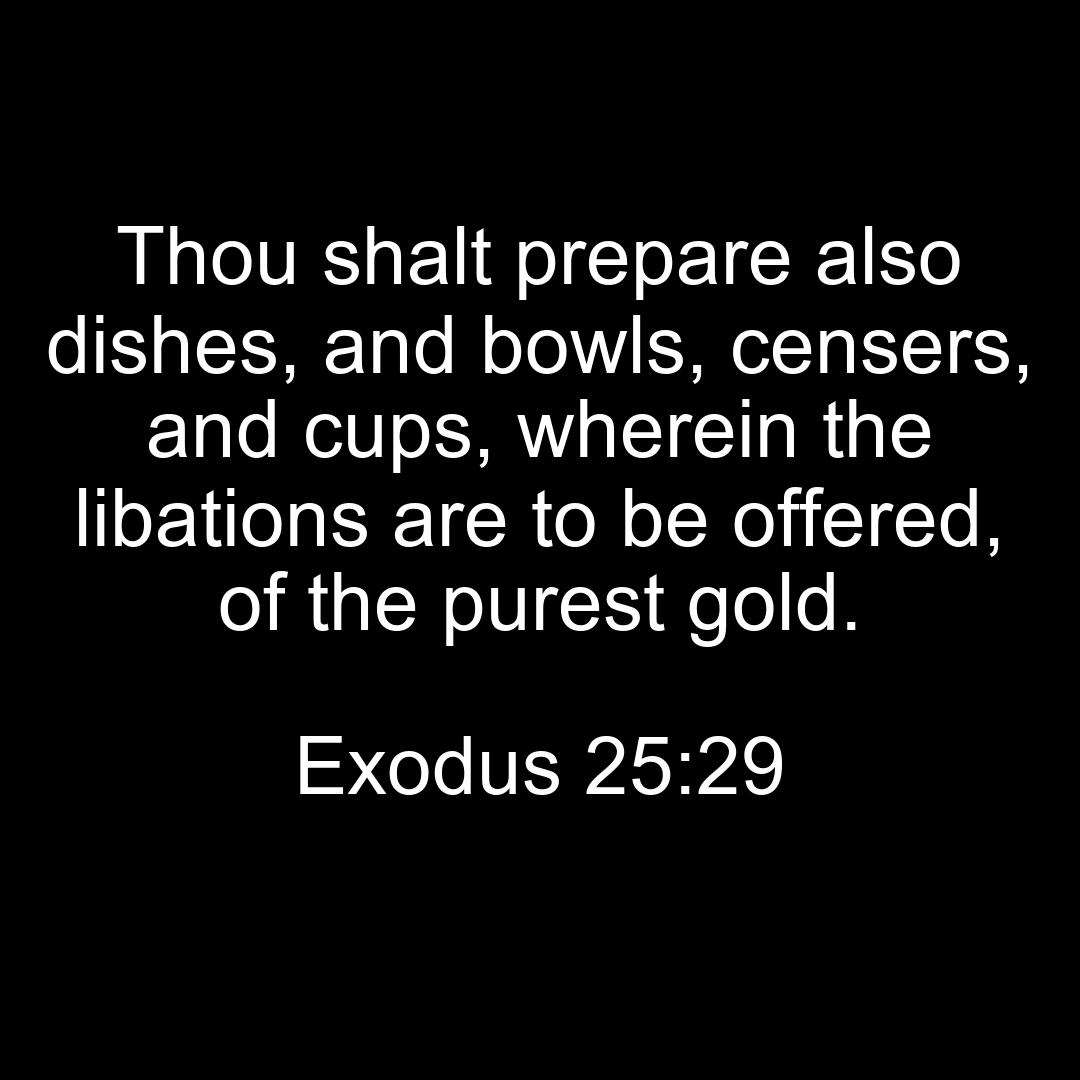 Thou shalt prepare also
dishes, and bowls, censers,
and cups, wherein the
libations are to be offered,
of the purest gold.
Exodus 25:29